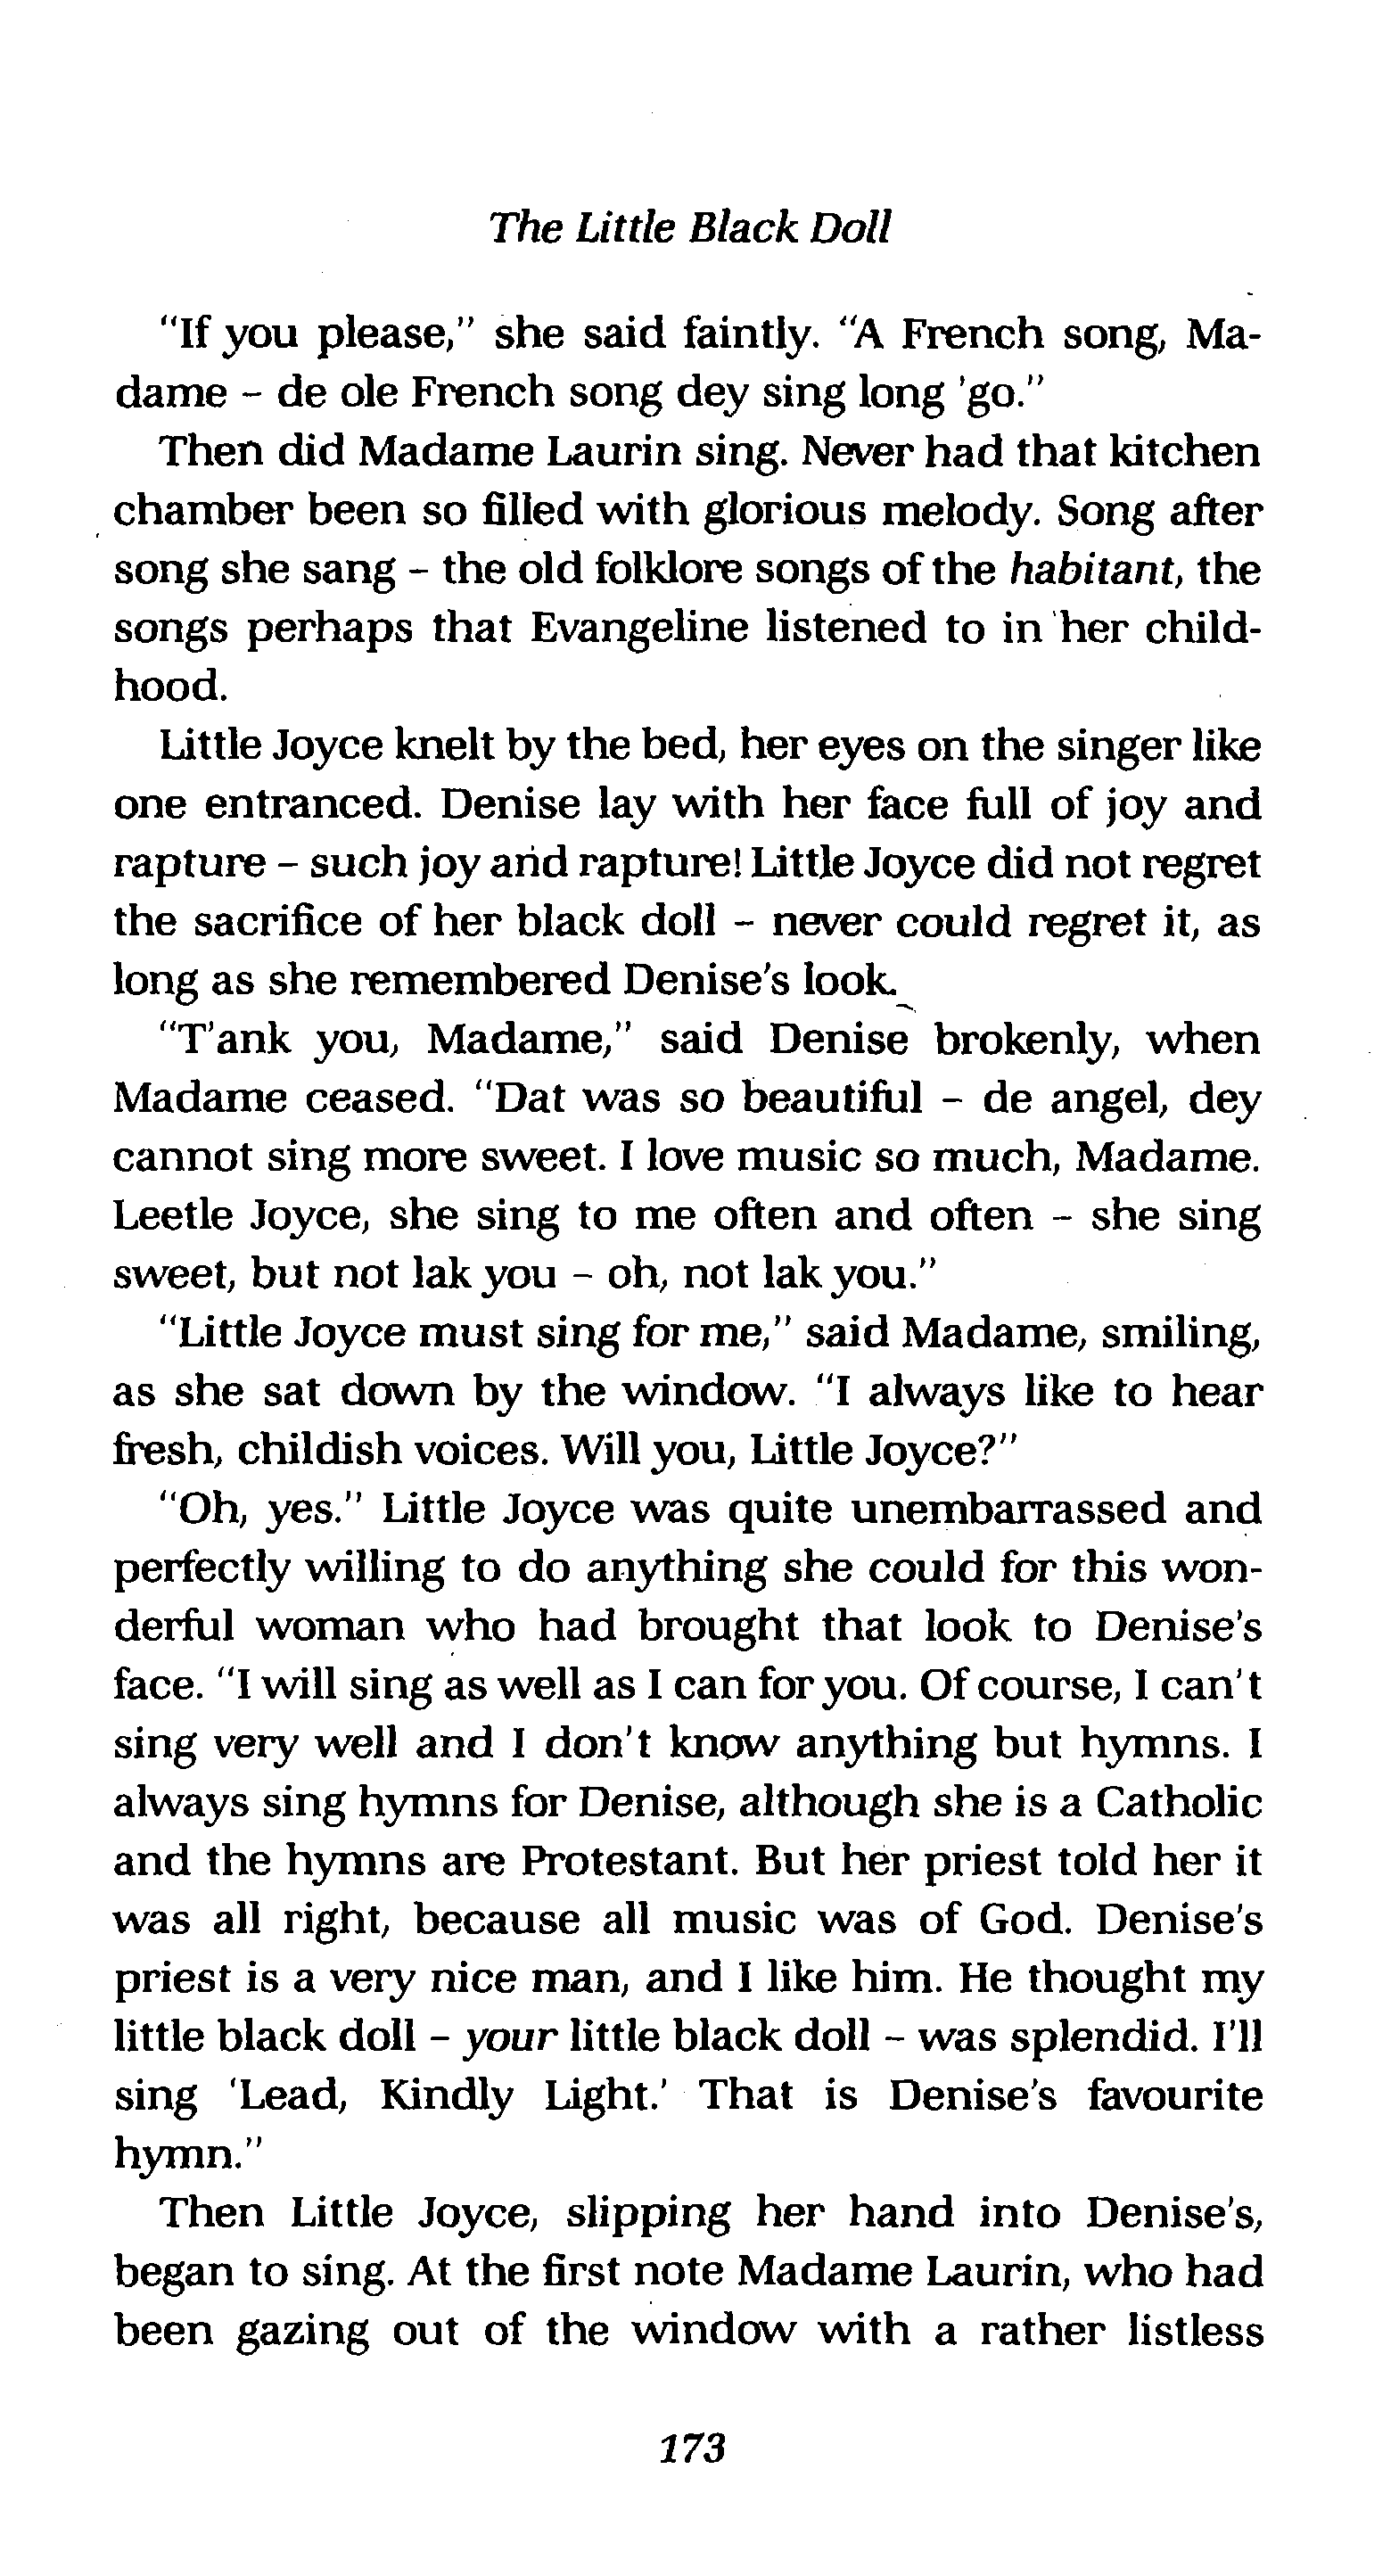 The Little Black Doll
"If you please," she said faintly. "A French song, Ma-
dame – de ole French song dey sing long 'go."
Then did Madame Laurin sing. Never had that kitchen
chamber been so filled with glorious melody. Song after
song she sang – the old folklore songs of the habitant, the
songs perhaps that Evangeline listened to in her child-
hood.
Little Joyce knelt by the bed, her eyes on the singer like
one entranced. Denise lay with her face full of joy and
rapture – such joy and rapture! Little Joyce did not regret
the sacrifice of her black doll – never could regret it, as
long as she remembered Denise's look.
"T'ank you, Madame," said Denise brokenly, when
Madame ceased. "Dat was so beautiful – de angel, dey
cannot sing more sweet. I love music so much, Madame.
Leetle Joyce, she sing to me often and often – she sing
sweet, but not lak you – oh, not lak you."
"Little Joyce must sing for me," said Madame, smiling,
as she sat down by the window. "I always like to hear
fresh, childish voices. Will you, Little Joyce?"
"Oh, yes." Little Joyce was quite unembarrassed and
perfectly willing to do anything she could for this won-
derful woman who had brought that look to Denise's
face. "I will sing as well as I can for you. Of course, I can't
sing very well and I don't know anything but hymns. I
always sing hymns for Denise, although she is a Catholic
and the hymns are Protestant. But her priest told her it
was all right, because all music was of God. Denise's
priest is a very nice man, and I like him. He thought my
little black doll – your little black doll – was splendid. I'll
sing 'Lead, Kindly Light.' That is Denise's favourite
hymn."
Then Little Joyce, slipping her hand into Denise's,
began to sing. At the first note Madame Laurin, who had
been gazing out of the window with a rather listless
173